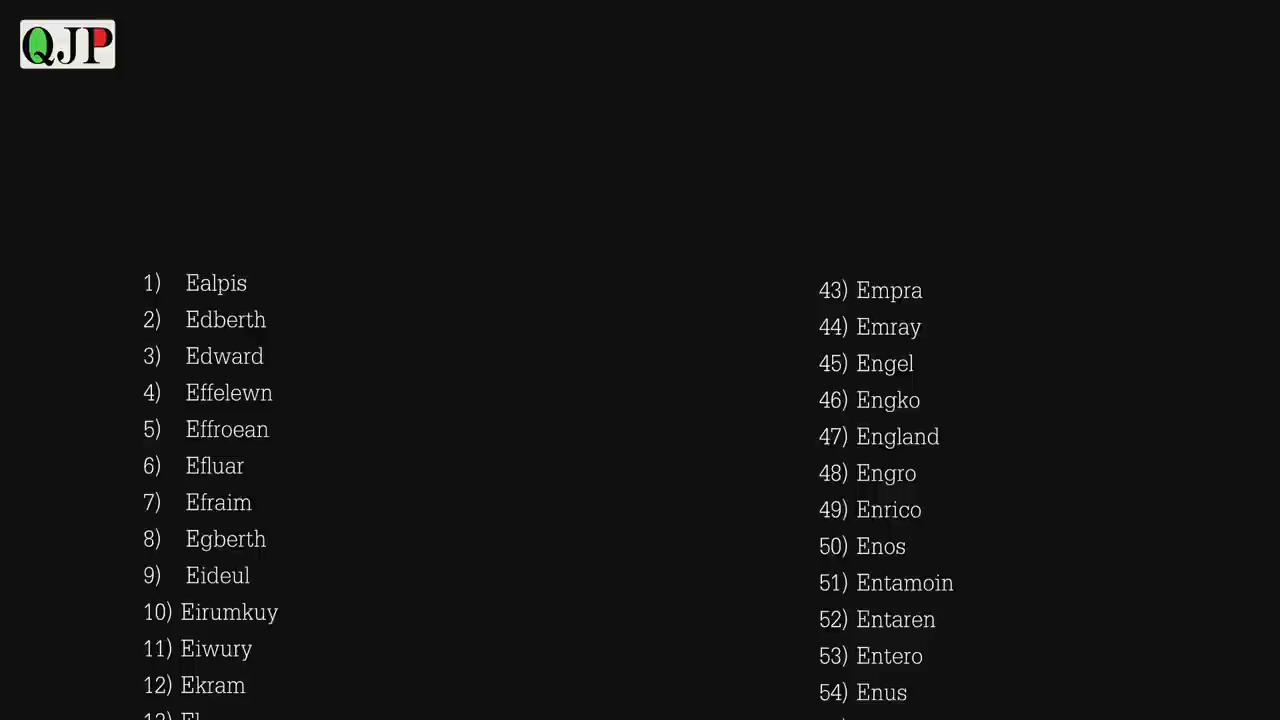 QJP
1) Ealpis
2) Edberth
3) Edward
4) Effelewn
5) Effroean
6) Efluar
7) Efraim
8) Egberth
9) Eideul
10) Eirumkuy
11) Eiwury
12) Ekram
43) Empra
44) Emray
45) Engel
46) Engko
47) England
48) Engro
49) Enrico
50) Enos
51) Entamoin
52) Entaren
53) Entero
54) Enus